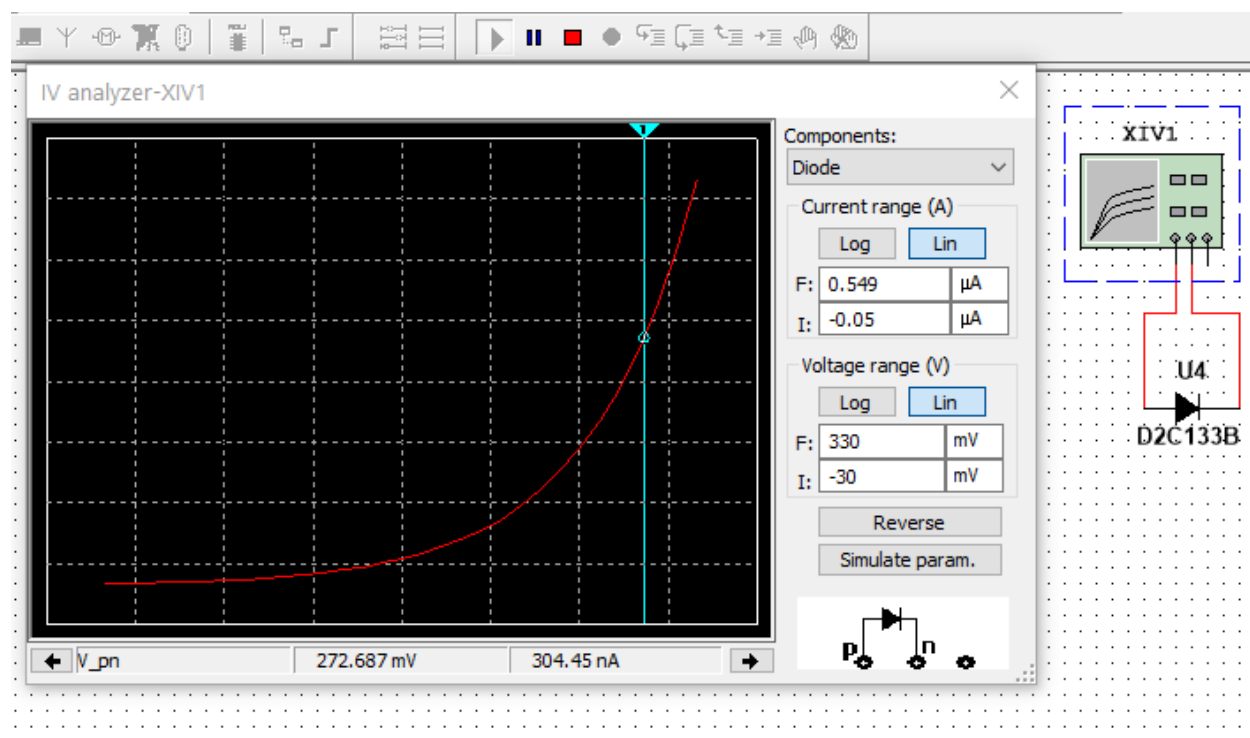 IV analyzer-XIV1
1
Components:
Diode
Current range (A)
Log Lin
F: 0.549 µA
I: -0.05 µA
Voltage range (V)
Log Lin
F: 330 mV
I: -30 mV
Reverse
Simulate param.
p n
V_pn 272.687 mV 304.45 nA
XIV1
U4
D2C133B